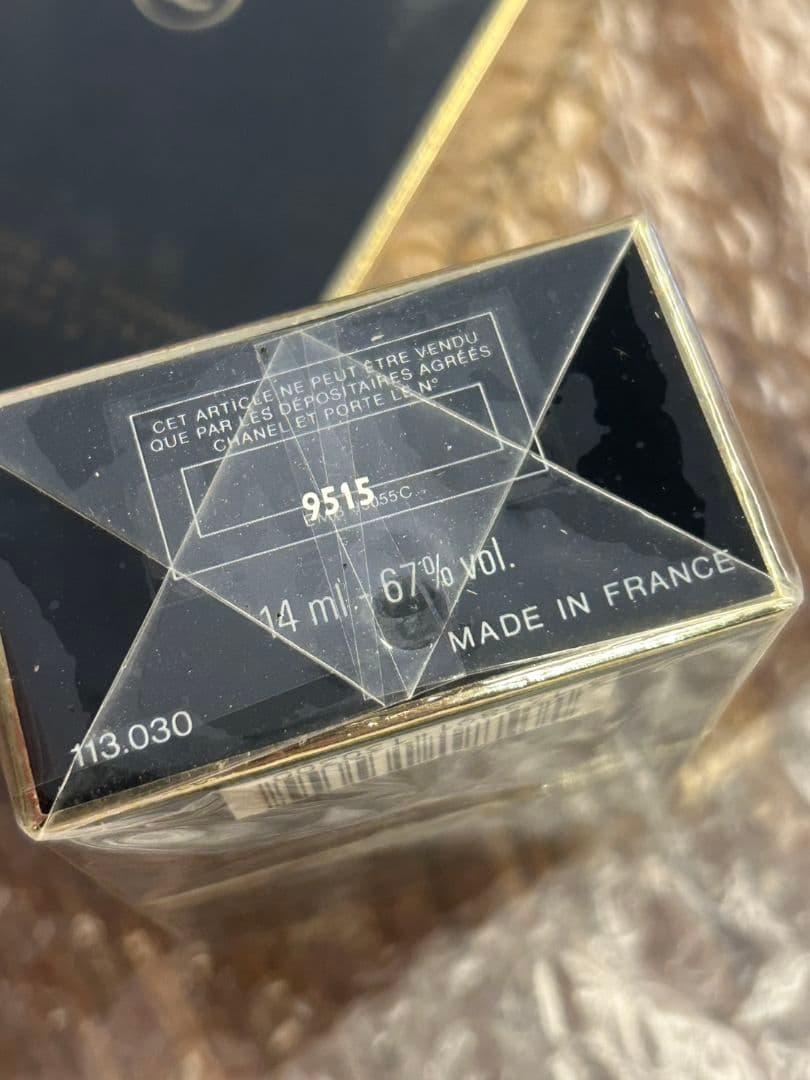 CET ARTICLE NE PEUT ÊTRE VENDU
QUE PAR LES DÉPOSITAIRES AGRÉÉS
CHANEL ET PORTE LE N°
9515
14 ml - 67% vol.
MADE IN FRANCE
113.030